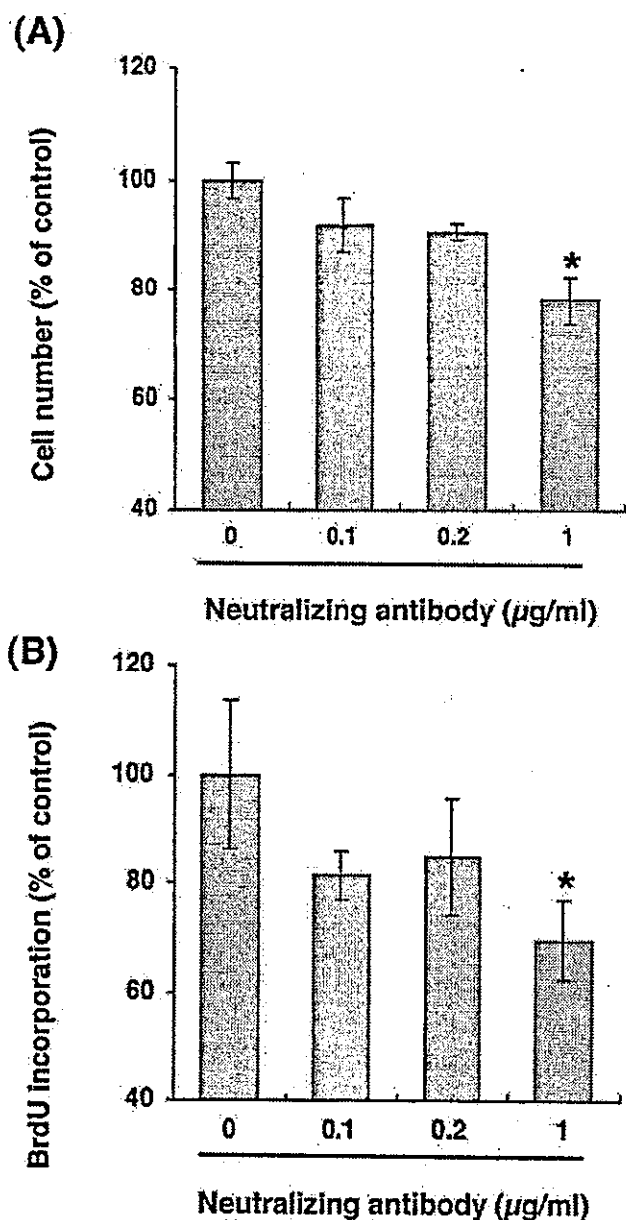 (A)
120
100
80
60
40
Cell number (% of control)
*
0 0.1 0.2 1
Neutralizing antibody (µg/ml)
(B)
120
100
80
60
40
BrdU incorporation (% of control)
*
0 0.1 0.2 1
Neutralizing antibody (µg/ml)